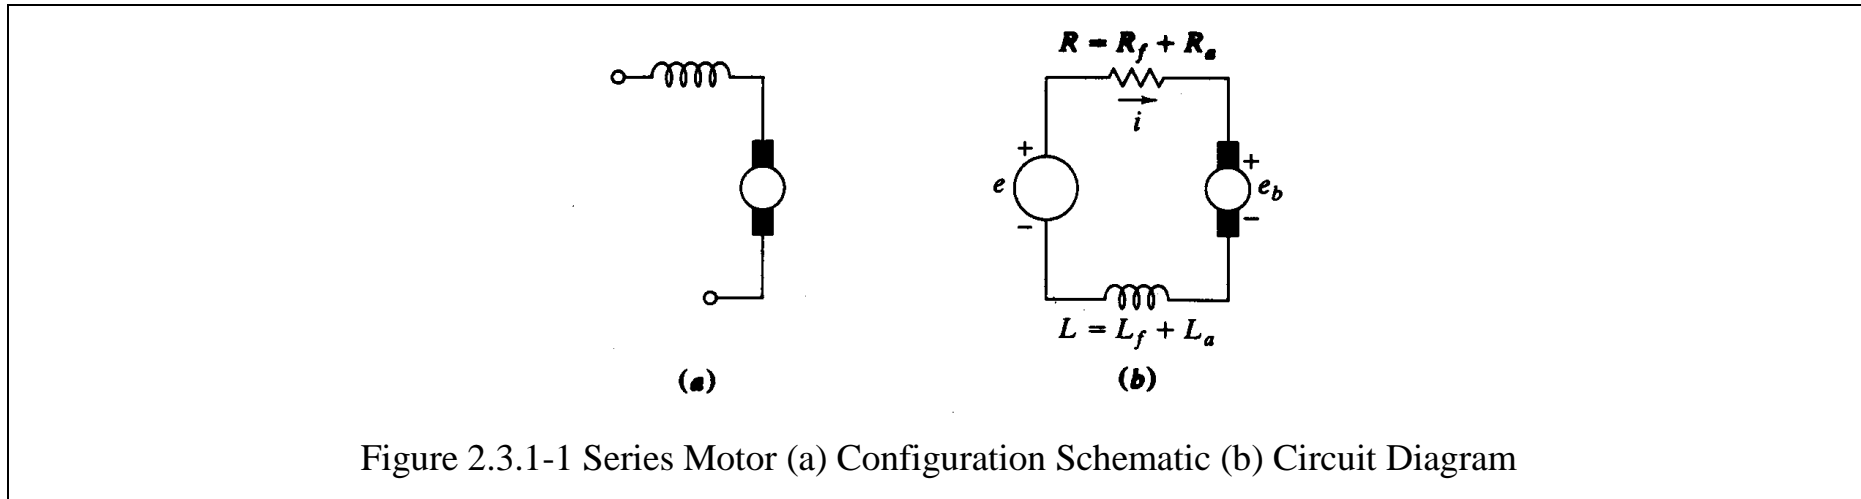 R = R_f + R_a
i
+
e
−
+
e_b
−
L = L_f + L_a
(a)
(b)
Figure 2.3.1-1 Series Motor (a) Configuration Schematic (b) Circuit Diagram